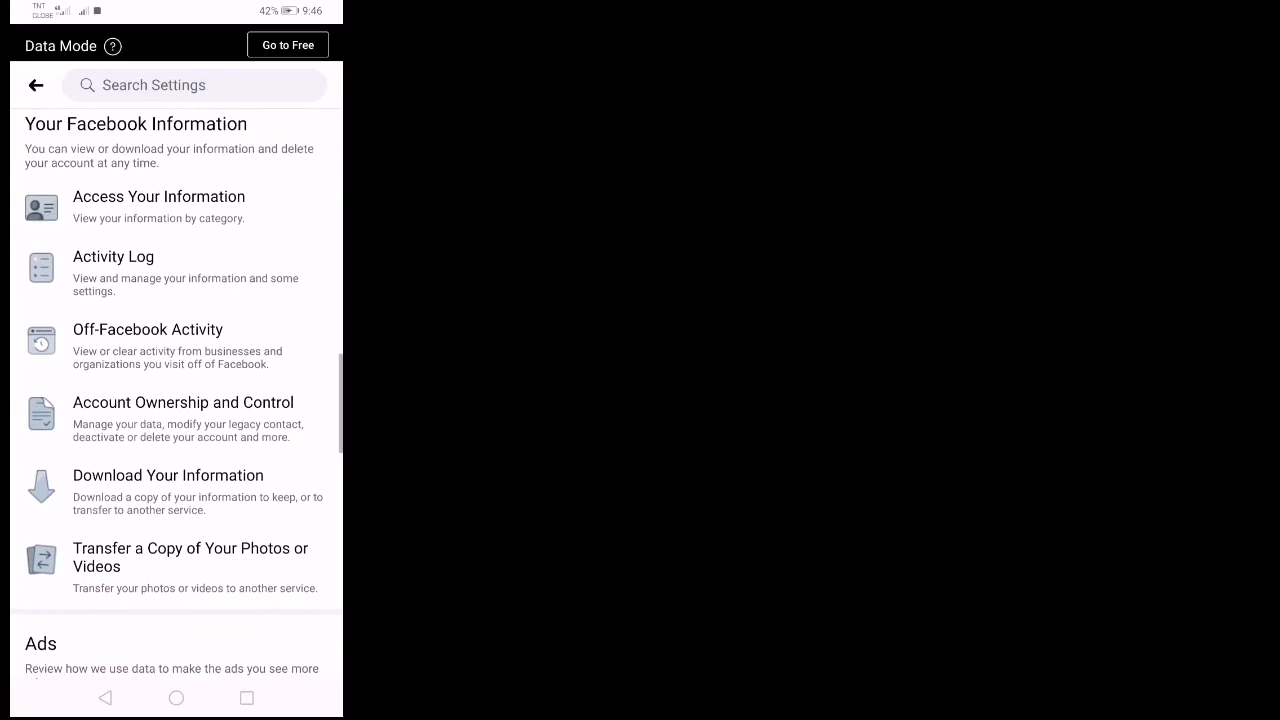 TNT
GLOBE
42% 9:46
Data Mode ?
Go to Free
Search Settings
Your Facebook Information
You can view or download your information and delete
your account at any time.
Access Your Information
View your information by category.
Activity Log
View and manage your information and some
settings.
Off-Facebook Activity
View or clear activity from businesses and
organizations you visit off of Facebook.
Account Ownership and Control
Manage your data, modify your legacy contact,
deactivate or delete your account and more.
Download Your Information
Download a copy of your information to keep, or to
transfer to another service.
Transfer a Copy of Your Photos or
Videos
Transfer your photos or videos to another service.
Ads
Review how we use data to make the ads you see more